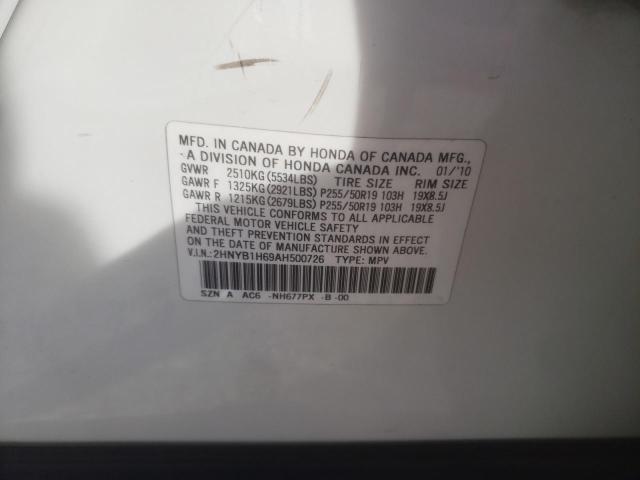 MFD. IN CANADA BY HONDA OF CANADA MFG.,
-A DIVISION OF HONDA CANADA INC. 01/'10
GVWR 2510KG(5534LBS) TIRE SIZE RIM SIZE
GAWR F 1325KG(2921LBS)P255/50R19 103H 19X8.5J
GAWR R 1215KG(2679LBS)P255/50R19 103H 19X8.5J
THIS VEHICLE CONFORMS TO ALL APPLICABLE
FEDERAL MOTOR VEHICLE SAFETY
AND THEFT PREVENTION STANDARDS IN EFFECT
ON THE DATE OF MANUFACTURE SHOWN ABOVE.
V.I.N.:2HNYB1H69AH500726 TYPE: MPV
SZN A AC6 -NH677PX -B -00